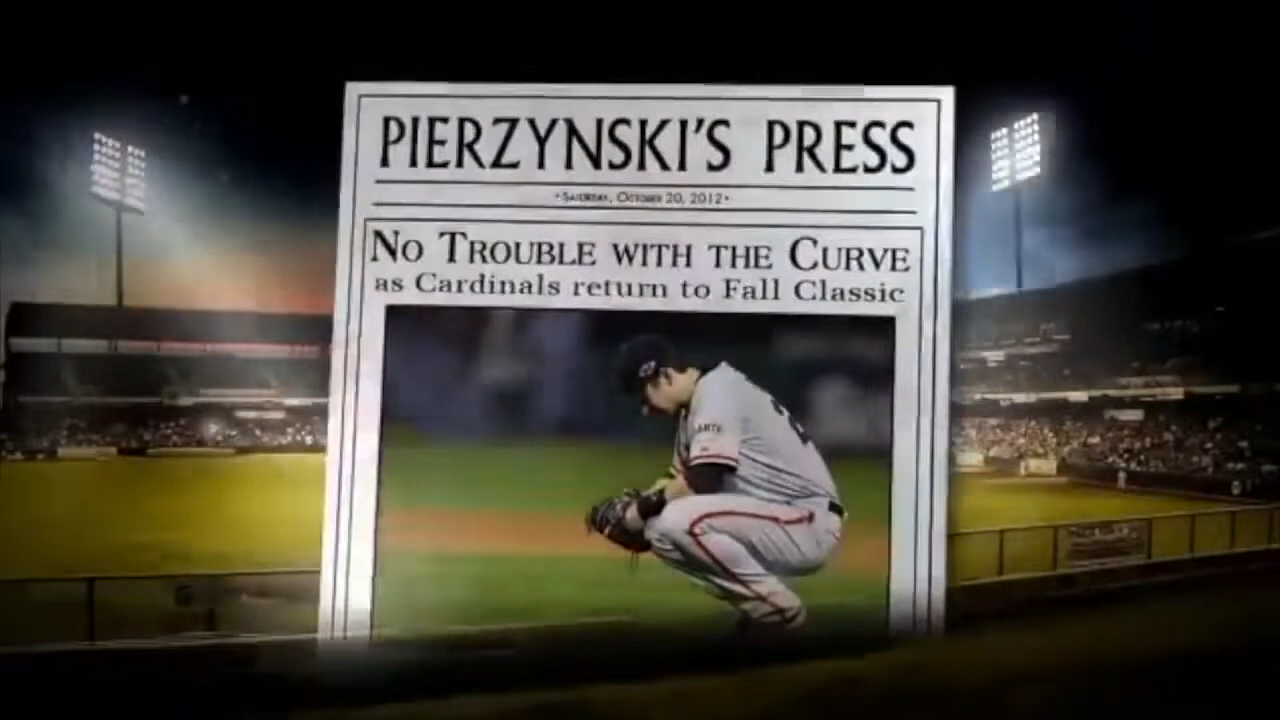 PIERZYNSKI'S PRESS
•Saturday, October 20, 2012•
No Trouble with the Curve
as Cardinals return to Fall Classic